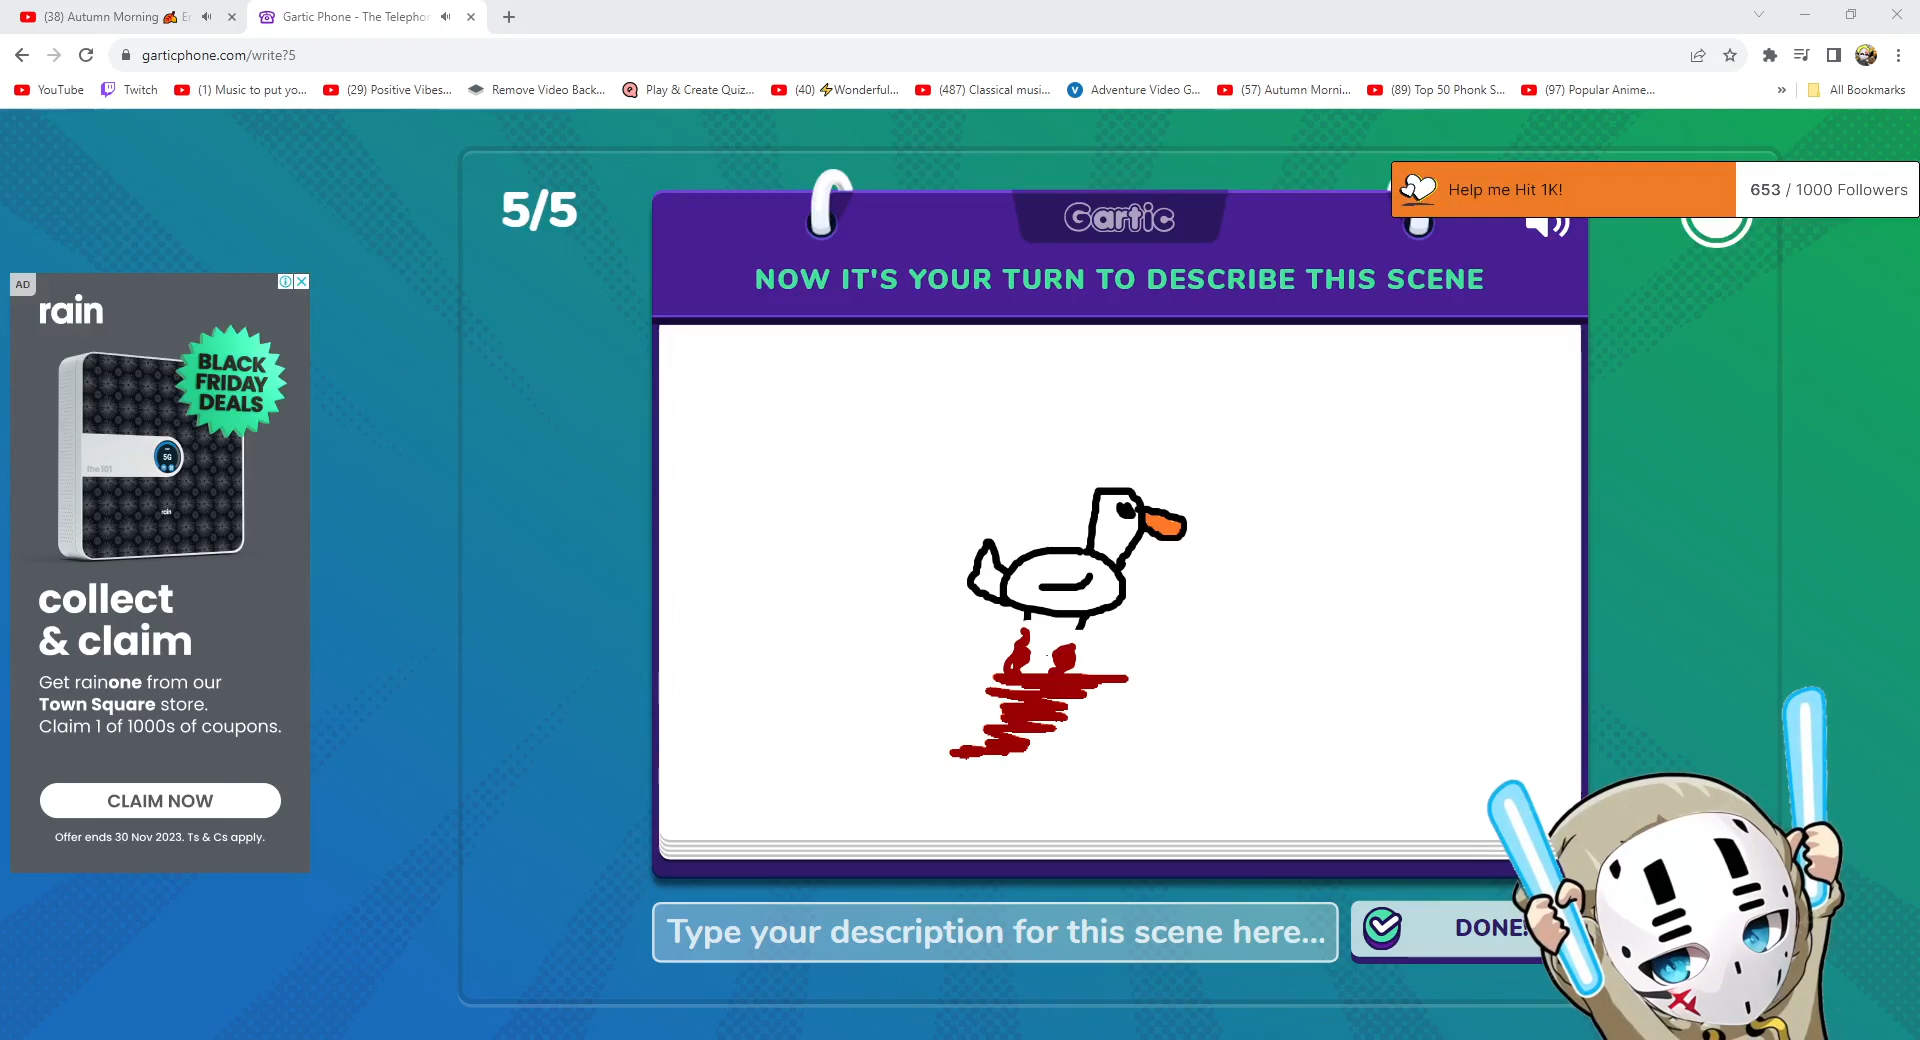 (38) Autumn Morning 🍂 Er
Gartic Phone - The Telephon
garticphone.com/write?5
YouTube
Twitch
(1) Music to put yo...
(29) Positive Vibes...
Remove Video Back...
Play & Create Quiz...
(40) ⚡Wonderful...
(487) Classical musi...
Adventure Video G...
(57) Autumn Morni...
(89) Top 50 Phonk S...
(97) Popular Anime...
»
All Bookmarks
5/5
Gartic
Help me Hit 1K!
653 / 1000 Followers
NOW IT'S YOUR TURN TO DESCRIBE THIS SCENE
AD
rain
BLACK
FRIDAY
DEALS
5G
the101
rain
collect
& claim
Get rainone from our
Town Square store.
Claim 1 of 1000s of coupons.
CLAIM NOW
Offer ends 30 Nov 2023. Ts & Cs apply.
Type your description for this scene here...
DONE!